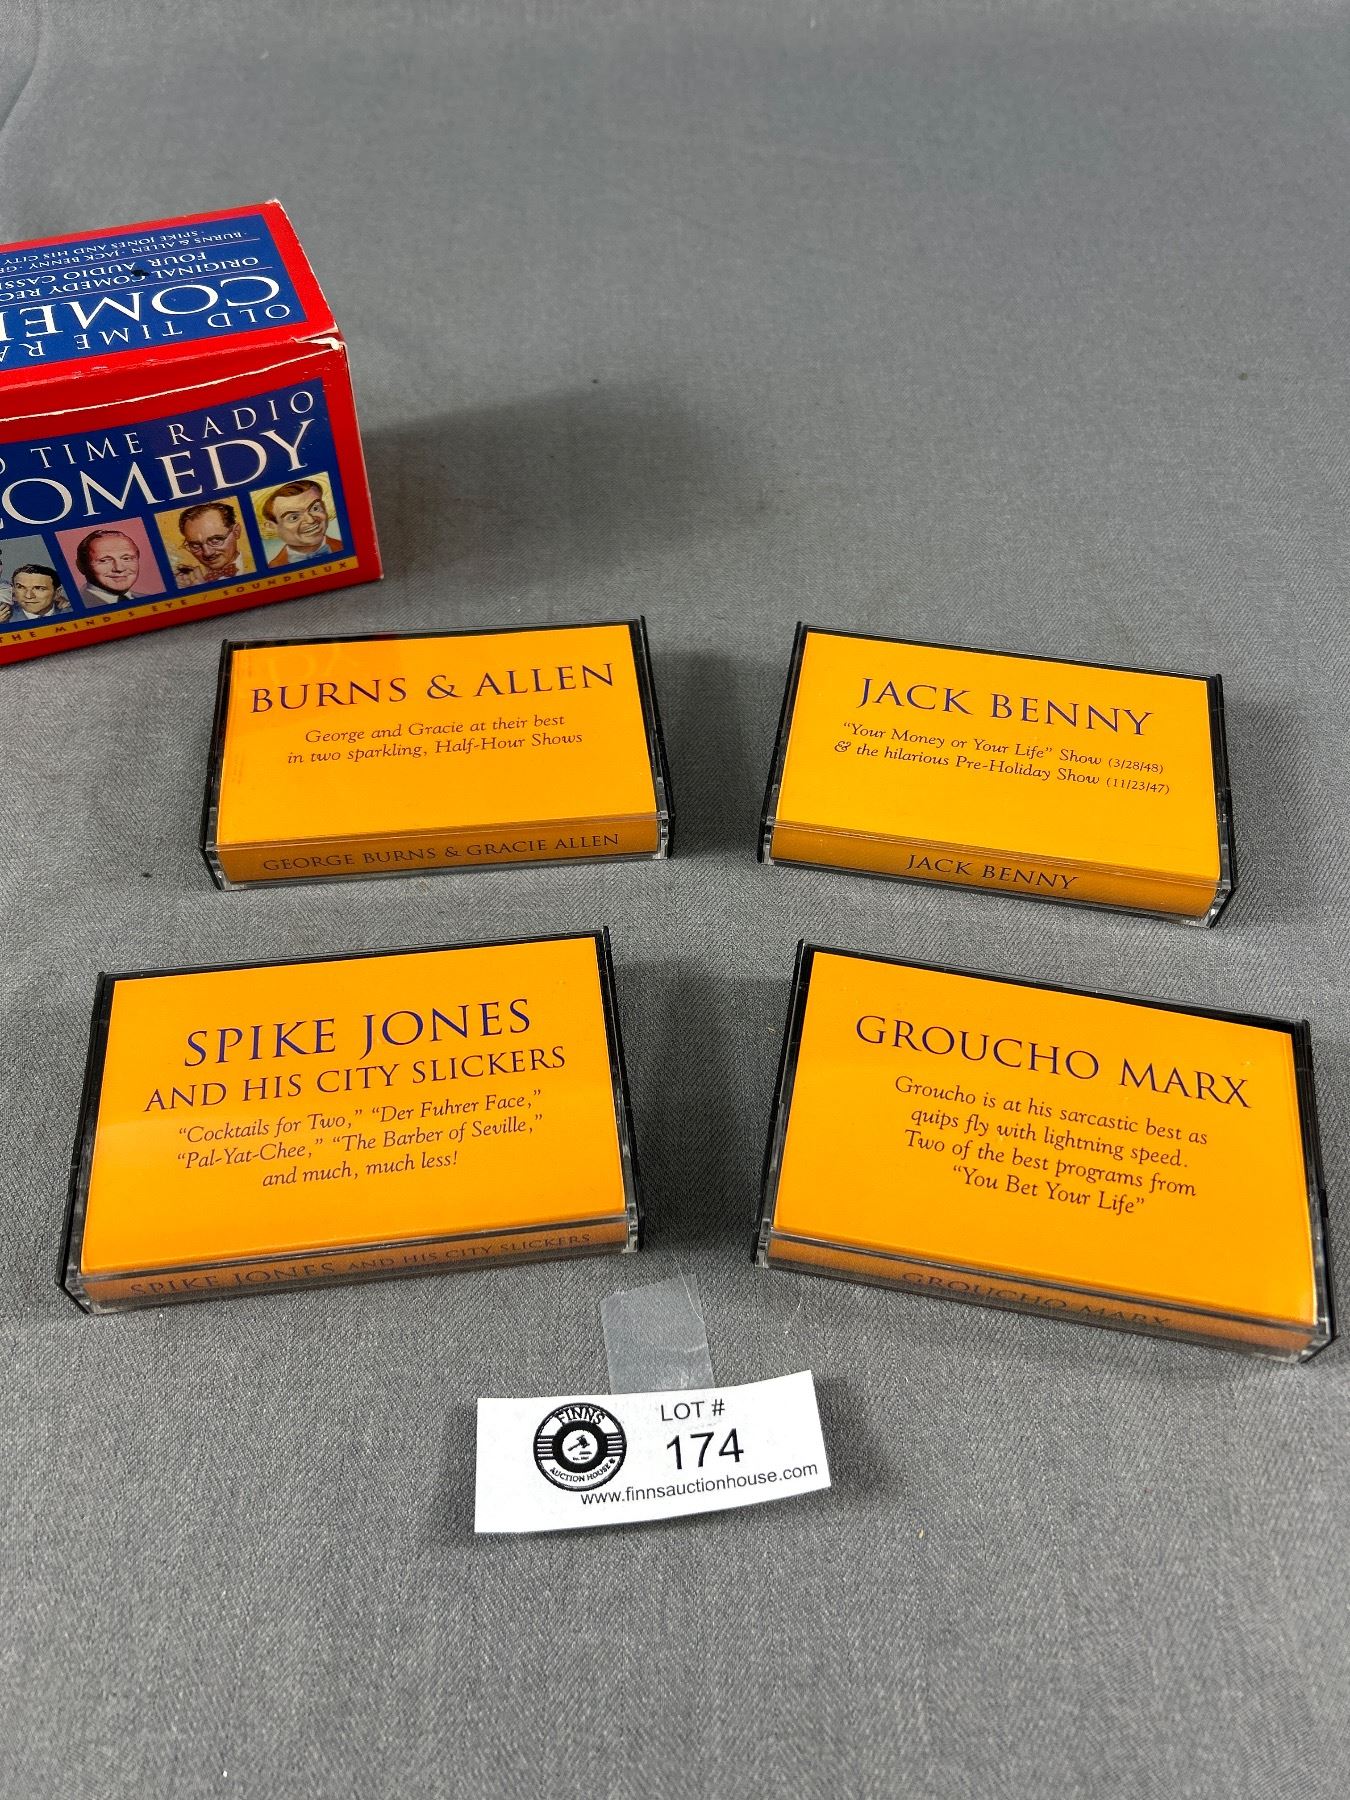 OLD TIME RA
COME
FOUR AUDIO CASSE
ORIGINAL COMEDY REC
BURNS & ALLEN · JACK BENNY ·
· SPIKE JONES AND HIS CITY
TIME RADIO
COMEDY
THE MIND'S EYE / SOUNDELUX
BURNS & ALLEN
George and Gracie at their best
in two sparkling, Half-Hour Shows
GEORGE BURNS & GRACIE ALLEN
JACK BENNY
“Your Money or Your Life” Show (3/28/48)
& the hilarious Pre-Holiday Show (11/23/47)
JACK BENNY
SPIKE JONES
AND HIS CITY SLICKERS
“Cocktails for Two,” “Der Fuhrer Face,”
“Pal-Yat-Chee,” “The Barber of Seville,”
and much, much less!
SPIKE JONES AND HIS CITY SLICKERS
GROUCHO MARX
Groucho is at his sarcastic best as
quips fly with lightning speed.
Two of the best programs from
“You Bet Your Life”
GROUCHO MARX
FINNS
AUCTION HOUSE
LOT #
174
www.finnsauctionhouse.com